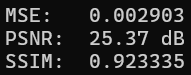 MSE: 0.002903
PSNR: 25.37 dB
SSIM: 0.923335